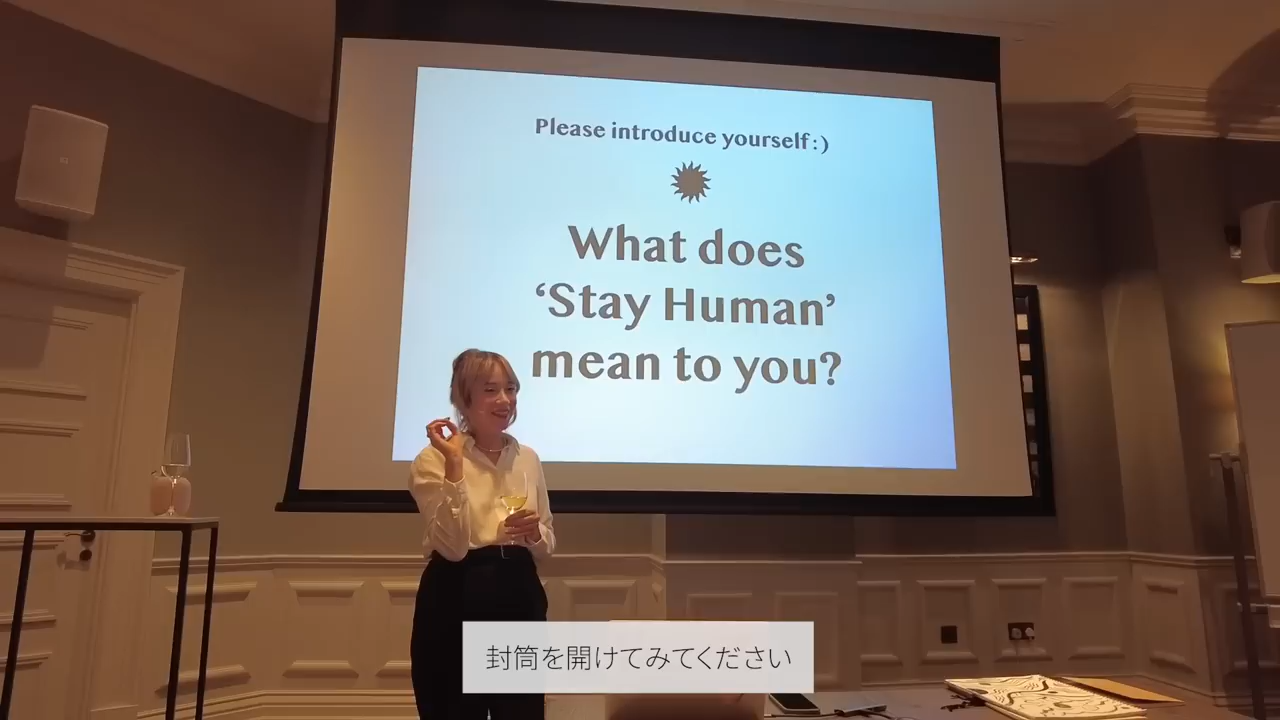 Please introduce yourself :)
What does
‘Stay Human’
mean to you?
封筒を開けてみてください